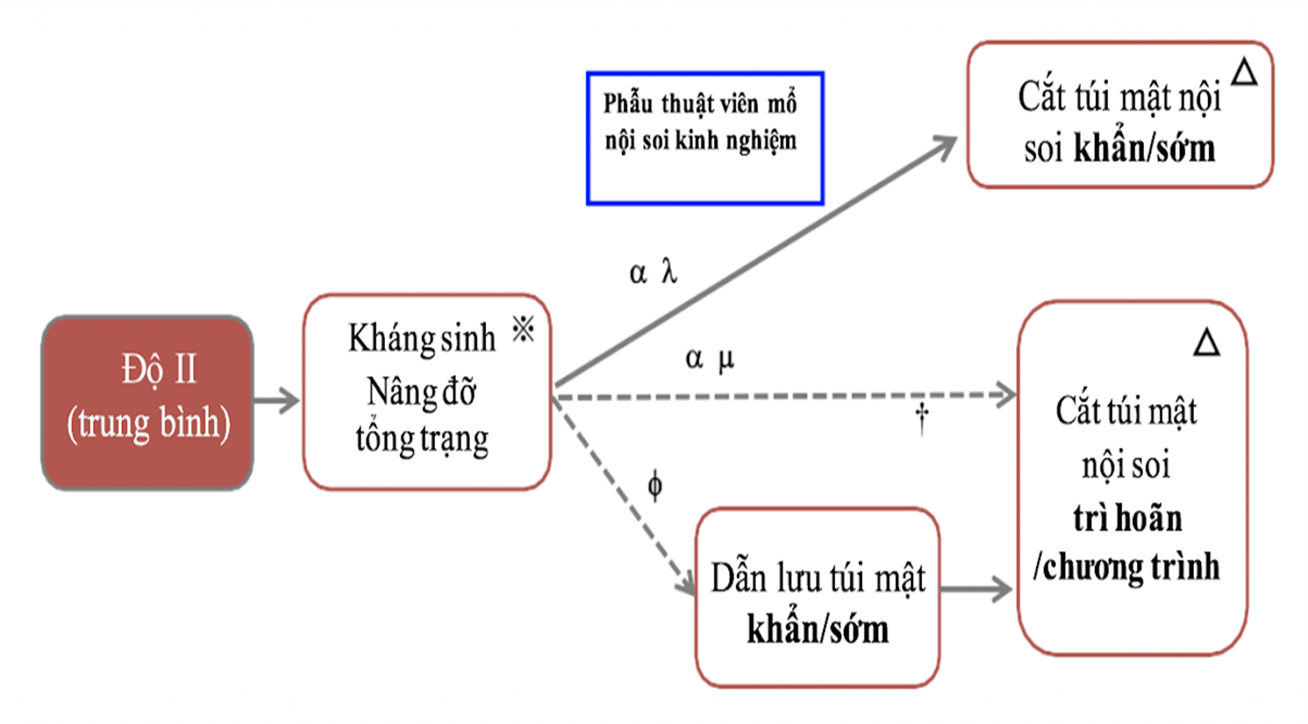 Phẫu thuật viên mổ
nội soi kinh nghiệm
△
Cắt túi mật nội
soi khẩn/sớm
α λ
Độ II
(trung bình)
Kháng sinh ※
Nâng đỡ
tổng trạng
α μ
†
ϕ
△
Cắt túi mật
nội soi
trì hoãn
/chương trình
Dẫn lưu túi mật
khẩn/sớm